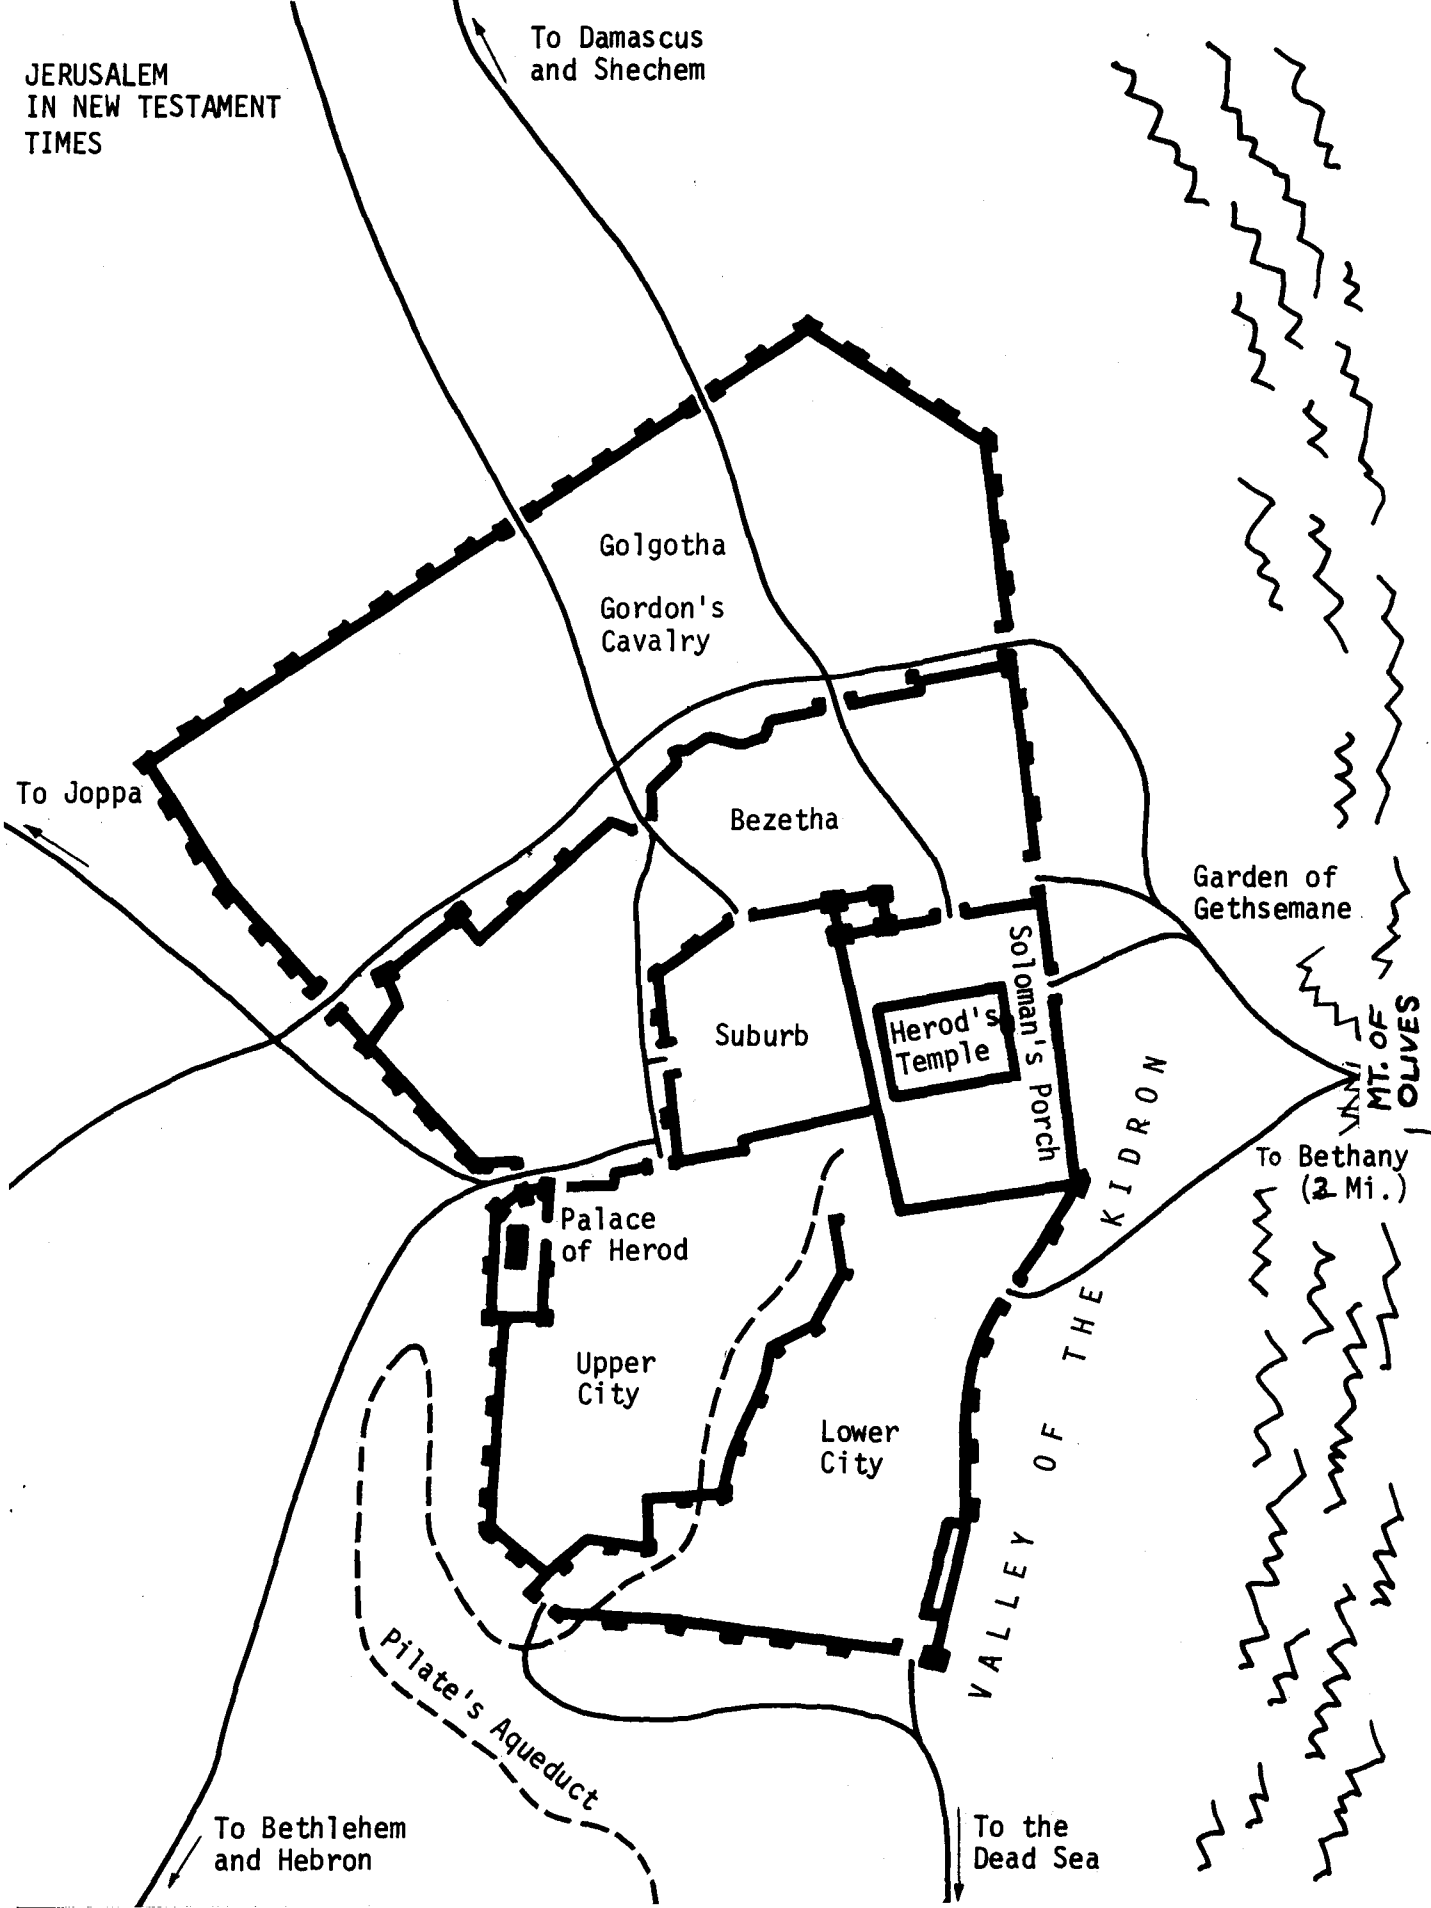 JERUSALEM
IN NEW TESTAMENT
TIMES
To Damascus
and Shechem
Golgotha
Gordon's
Cavalry
To Joppa
Bezetha
Garden of
Gethsemane
Suburb
Herod's
Temple
Soloman's Porch
MT. OF
OLIVES
To Bethany
(2 Mi.)
VALLEY OF THE KIDRON
Palace
of Herod
Upper
City
Lower
City
Pilate's Aqueduct
To Bethlehem
and Hebron
To the
Dead Sea